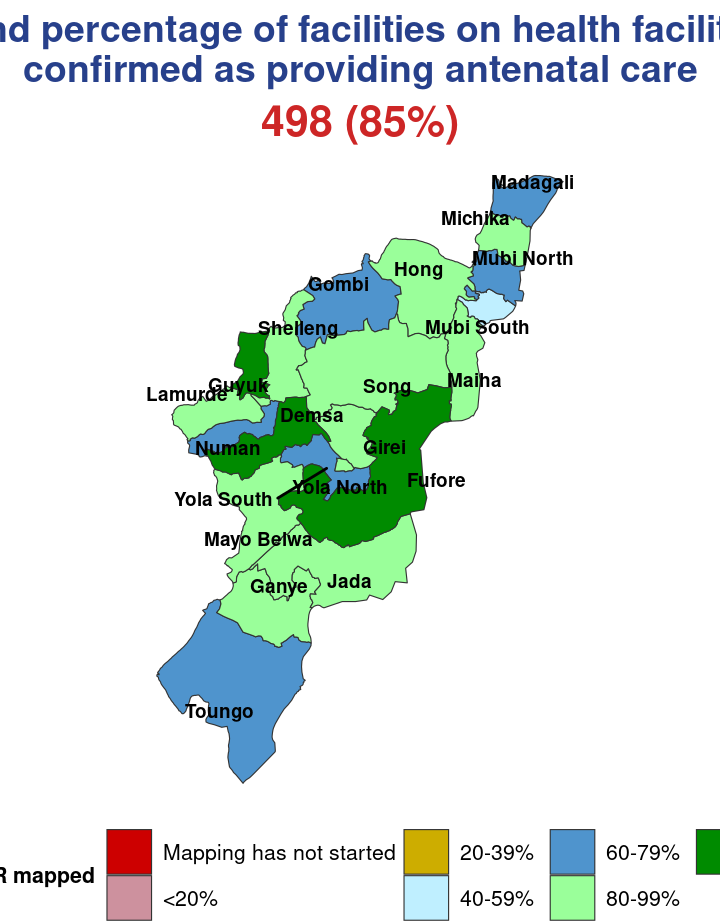 percentage of facilities on health
confirmed as providing antenatal care
498 (85%)
Madagali
Michika
Mubi North
Hong
Gombi
Shelleng
Mubi South
Guyuk
Song
Maiha
Lamurde
Demsa
Numan
Girei
Fufore
Yola North
Yola South
Mayo Belwa
Ganye
Jada
Toungo
mapped
Mapping has not started
20-39%
60-79%
<20%
40-59%
80-99%